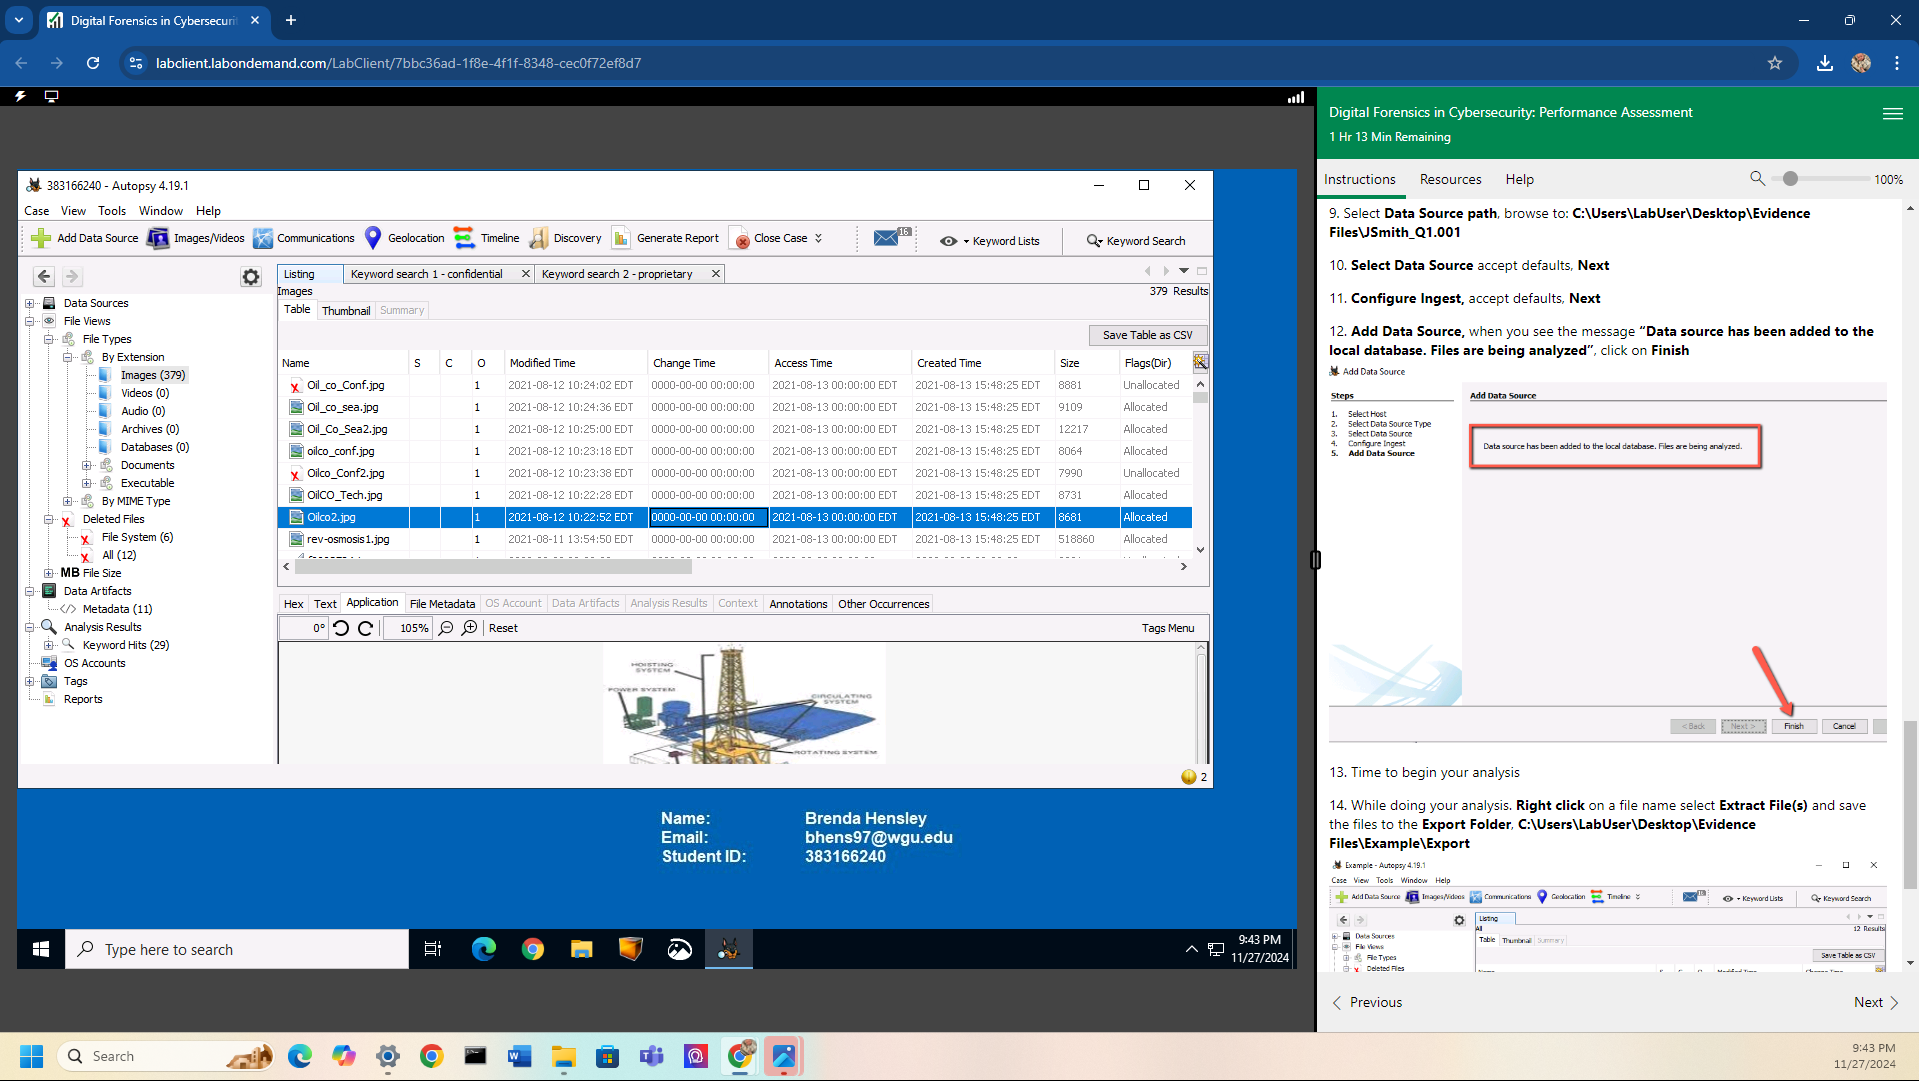 Digital Forensics in Cybersecuri
labclient.labondemand.com/LabClient/7bbc36ad-1f8e-4f1f-8348-cec0f72ef8d7
383166240 - Autopsy 4.19.1
Case View Tools Window Help
Add Data Source Images/Videos Communications Geolocation Timeline Discovery Generate Report Close Case 16 Keyword Lists Keyword Search
Listing Keyword search 1 - confidential Keyword search 2 - proprietary
Images 379 Results
Table Thumbnail Summary
Save Table as CSV
Name S C O Modified Time Change Time Access Time Created Time Size Flags(Dir)
Oil_co_Conf.jpg 1 2021-08-12 10:24:02 EDT 0000-00-00 00:00:00 2021-08-13 00:00:00 EDT 2021-08-13 15:48:25 EDT 8881 Unallocated
Oil_co_sea.jpg 1 2021-08-12 10:24:36 EDT 0000-00-00 00:00:00 2021-08-13 00:00:00 EDT 2021-08-13 15:48:25 EDT 9109 Allocated
Oil_Co_Sea2.jpg 1 2021-08-12 10:25:00 EDT 0000-00-00 00:00:00 2021-08-13 00:00:00 EDT 2021-08-13 15:48:25 EDT 12217 Allocated
oilco_conf.jpg 1 2021-08-12 10:23:18 EDT 0000-00-00 00:00:00 2021-08-13 00:00:00 EDT 2021-08-13 15:48:25 EDT 8064 Allocated
Oilco_Conf2.jpg 1 2021-08-12 10:23:38 EDT 0000-00-00 00:00:00 2021-08-13 00:00:00 EDT 2021-08-13 15:48:25 EDT 7990 Unallocated
OilCO_Tech.jpg 1 2021-08-12 10:22:28 EDT 0000-00-00 00:00:00 2021-08-13 00:00:00 EDT 2021-08-13 15:48:25 EDT 8731 Allocated
Oilco2.jpg 1 2021-08-12 10:22:52 EDT 0000-00-00 00:00:00 2021-08-13 00:00:00 EDT 2021-08-13 15:48:25 EDT 8681 Allocated
rev-osmosis1.jpg 1 2021-08-11 13:54:50 EDT 0000-00-00 00:00:00 2021-08-13 00:00:00 EDT 2021-08-13 15:48:25 EDT 518860 Allocated
Data Sources
File Views
File Types
By Extension
Images (379)
Videos (0)
Audio (0)
Archives (0)
Databases (0)
Documents
Executable
By MIME Type
Deleted Files
File System (6)
All (12)
MB File Size
Data Artifacts
Metadata (11)
Analysis Results
Keyword Hits (29)
OS Accounts
Tags
Reports
Hex Text Application File Metadata OS Account Data Artifacts Analysis Results Context Annotations Other Occurrences
0° 105% Reset Tags Menu
HOISTING SYSTEM
POWER SYSTEM
CIRCULATING SYSTEM
ROTATING SYSTEM
2
Name: Brenda Hensley
Email: bhens97@wgu.edu
Student ID: 383166240
Type here to search
9:43 PM
11/27/2024
Digital Forensics in Cybersecurity: Performance Assessment
1 Hr 13 Min Remaining
Instructions Resources Help 100%
9. Select Data Source path, browse to: C:\Users\LabUser\Desktop\Evidence
Files\JSmith_Q1.001
10. Select Data Source accept defaults, Next
11. Configure Ingest, accept defaults, Next
12. Add Data Source, when you see the message “Data source has been added to the
local database. Files are being analyzed”, click on Finish
Add Data Source
Steps
1. Select Host
2. Select Data Source Type
3. Select Data Source
4. Configure Ingest
5. Add Data Source
Add Data Source
Data source has been added to the local database. Files are being analyzed.
< Back Next > Finish Cancel
13. Time to begin your analysis
14. While doing your analysis. Right click on a file name select Extract File(s) and save
the files to the Export Folder, C:\Users\LabUser\Desktop\Evidence
Files\Example\Export
Example - Autopsy 4.19.1
Case View Tools Window Help
Add Data Source Images/Videos Communications Geolocation Timeline Keyword Lists Keyword Search
Listing
All 12 Results
Table Thumbnail Summary
Save Table as CSV
Data Sources
File Views
File Types
Deleted Files
Previous Next
Search
9:43 PM
11/27/2024